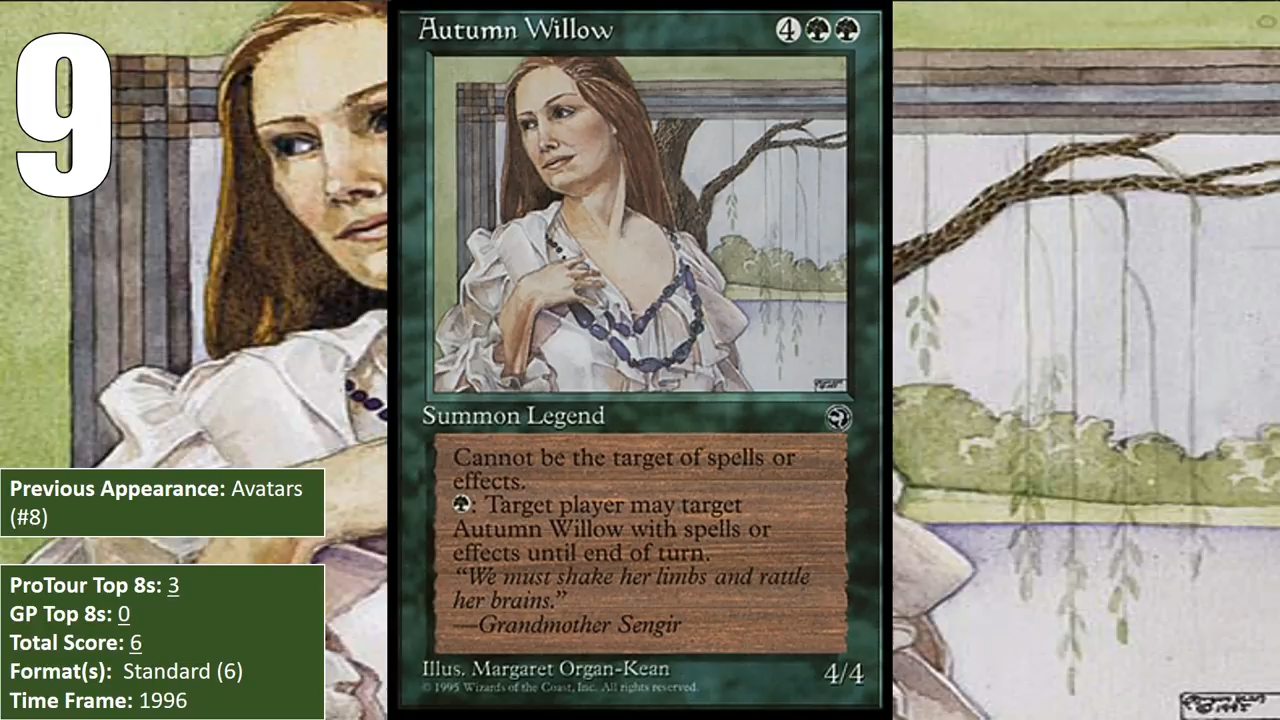 9
Autumn Willow 4
Summon Legend
Cannot be the target of spells or
effects.
: Target player may target
Autumn Willow with spells or
effects until end of turn.
“We must shake her limbs and rattle
her brains.”
—Grandmother Sengir
Illus. Margaret Organ-Kean
4/4
© 1995 Wizards of the Coast, Inc. All rights reserved.
Previous Appearance: Avatars
(#8)
ProTour Top 8s: 3
GP Top 8s: 0
Total Score: 6
Format(s): Standard (6)
Time Frame: 1996